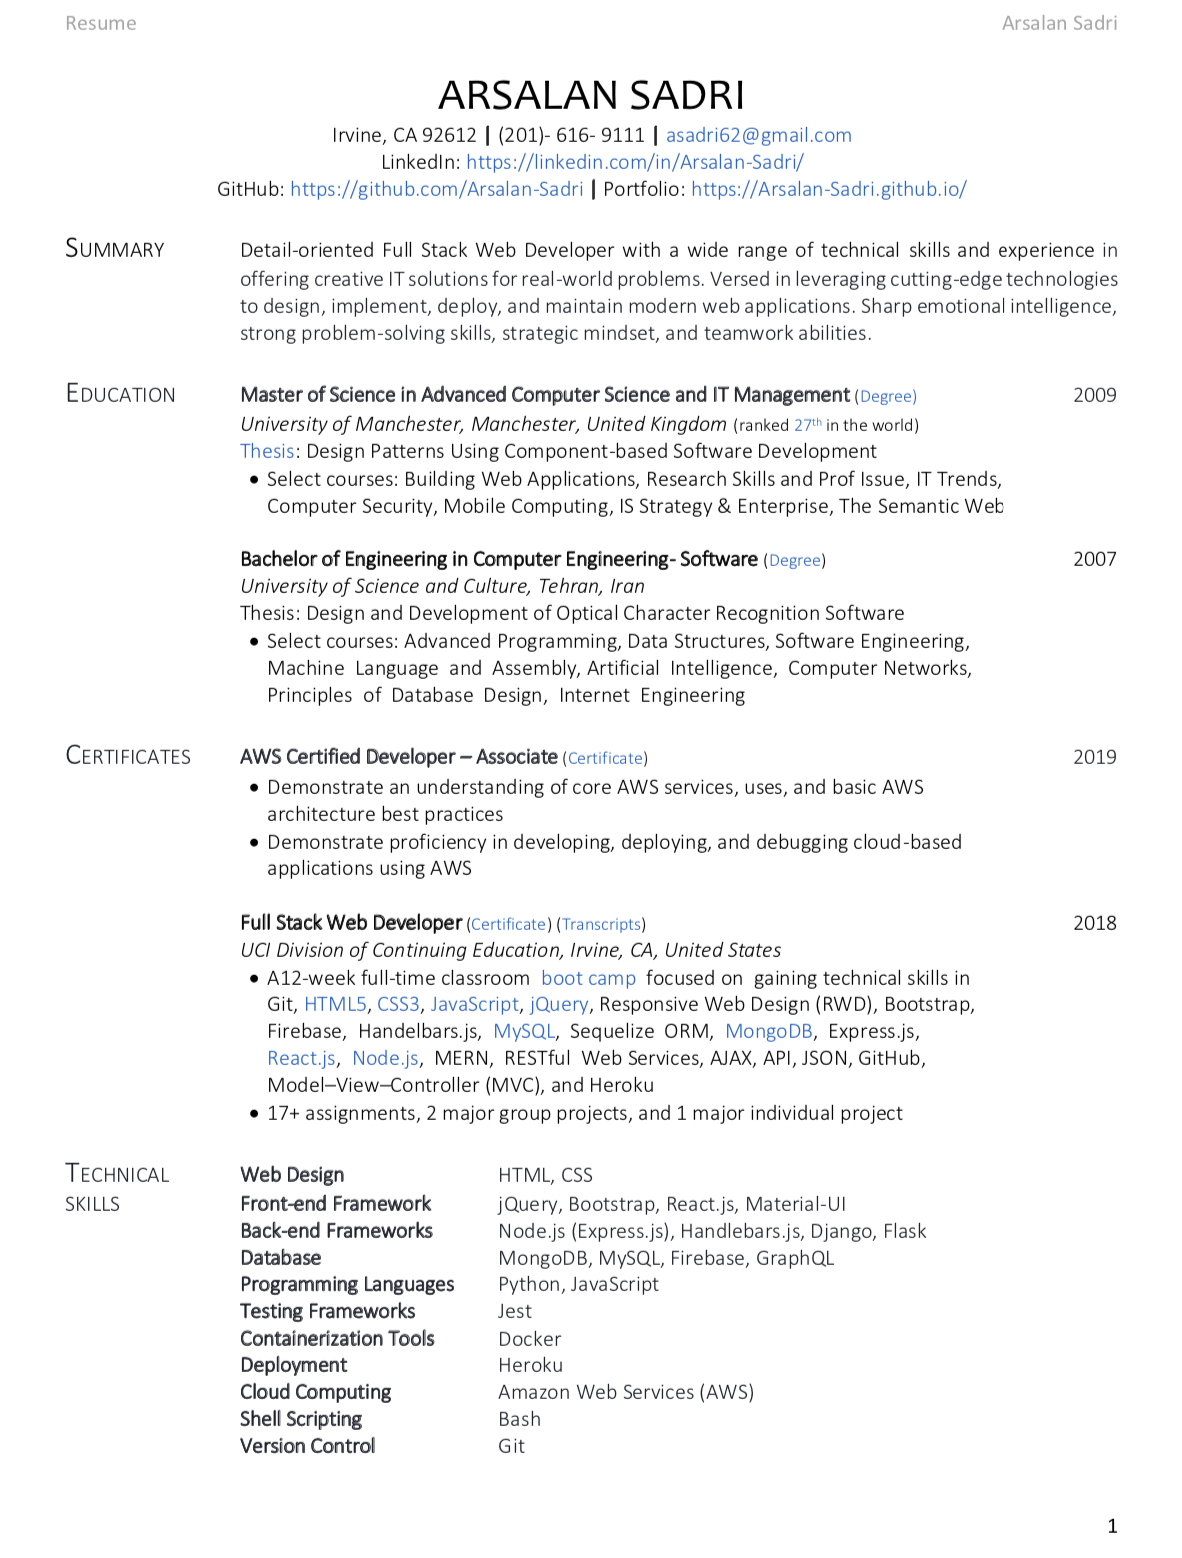 Resume Arsalan Sadri
ARSALAN SADRI
Irvine, CA 92612 | (201)- 616- 9111 | asadri62@gmail.com
LinkedIn: https://linkedin.com/in/Arsalan-Sadri/
GitHub: https://github.com/Arsalan-Sadri | Portfolio: https://Arsalan-Sadri.github.io/
SUMMARY Detail-oriented Full Stack Web Developer with a wide range of technical skills and experience in
offering creative IT solutions for real-world problems. Versed in leveraging cutting-edge technologies
to design, implement, deploy, and maintain modern web applications. Sharp emotional intelligence,
strong problem-solving skills, strategic mindset, and teamwork abilities.
EDUCATION Master of Science in Advanced Computer Science and IT Management (Degree) 2009
University of Manchester, Manchester, United Kingdom (ranked 27th in the world)
Thesis: Design Patterns Using Component-based Software Development
• Select courses: Building Web Applications, Research Skills and Prof Issue, IT Trends,
Computer Security, Mobile Computing, IS Strategy & Enterprise, The Semantic Web
Bachelor of Engineering in Computer Engineering- Software (Degree) 2007
University of Science and Culture, Tehran, Iran
Thesis: Design and Development of Optical Character Recognition Software
• Select courses: Advanced Programming, Data Structures, Software Engineering,
Machine Language and Assembly, Artificial Intelligence, Computer Networks,
Principles of Database Design, Internet Engineering
CERTIFICATES AWS Certified Developer – Associate (Certificate) 2019
• Demonstrate an understanding of core AWS services, uses, and basic AWS
architecture best practices
• Demonstrate proficiency in developing, deploying, and debugging cloud-based
applications using AWS
Full Stack Web Developer (Certificate) (Transcripts) 2018
UCI Division of Continuing Education, Irvine, CA, United States
• A12-week full-time classroom boot camp focused on gaining technical skills in
Git, HTML5, CSS3, JavaScript, jQuery, Responsive Web Design (RWD), Bootstrap,
Firebase, Handelbars.js, MySQL, Sequelize ORM, MongoDB, Express.js,
React.js, Node.js, MERN, RESTful Web Services, AJAX, API, JSON, GitHub,
Model–View–Controller (MVC), and Heroku
• 17+ assignments, 2 major group projects, and 1 major individual project
TECHNICAL Web Design HTML, CSS
SKILLS Front-end Framework jQuery, Bootstrap, React.js, Material-UI
Back-end Frameworks Node.js (Express.js), Handlebars.js, Django, Flask
Database MongoDB, MySQL, Firebase, GraphQL
Programming Languages Python, JavaScript
Testing Frameworks Jest
Containerization Tools Docker
Deployment Heroku
Cloud Computing Amazon Web Services (AWS)
Shell Scripting Bash
Version Control Git
1